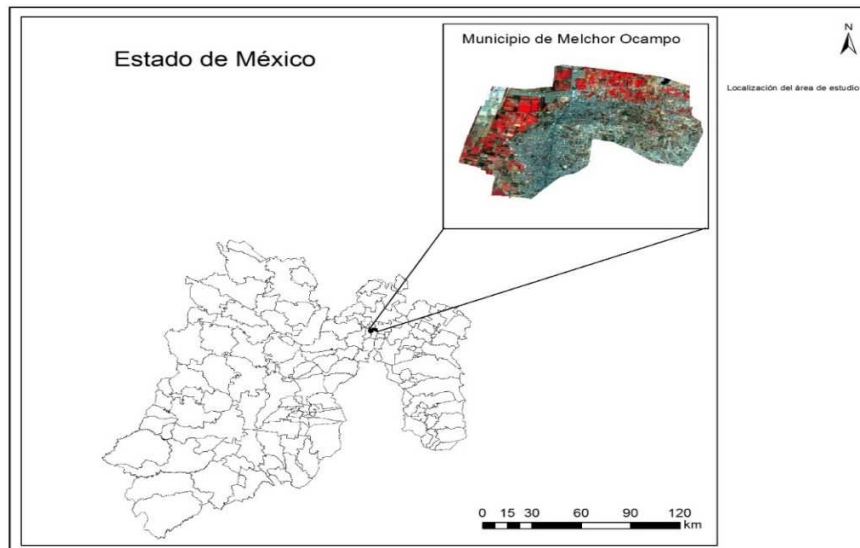 Estado de México
Municipio de Melchor Ocampo
N
Localización del área de estudio
0 15 30 60 90 120
km